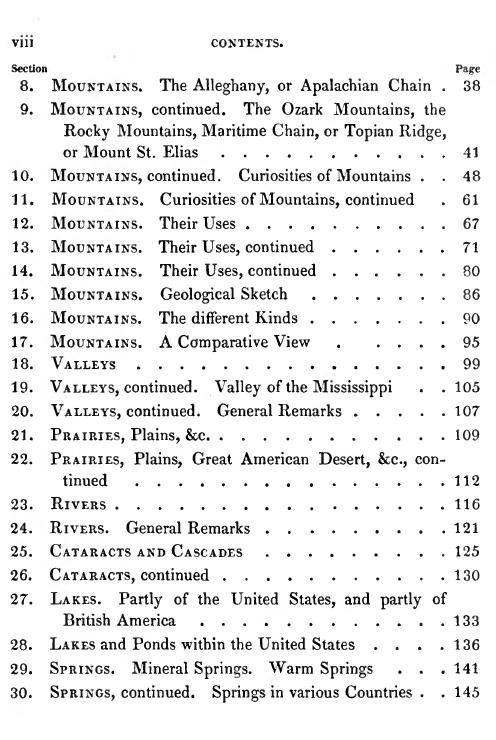 viii CONTENTS.
Section Page
8. MOUNTAINS. The Alleghany, or Apalachian Chain . 38
9. MOUNTAINS, continued. The Ozark Mountains, the
Rocky Mountains, Maritime Chain, or Topian Ridge,
or Mount St. Elias . . . . . . . . . . . 41
10. MOUNTAINS, continued. Curiosities of Mountains . . 48
11. MOUNTAINS. Curiosities of Mountains, continued . 61
12. MOUNTAINS. Their Uses . . . . . . . . . . 67
13. MOUNTAINS. Their Uses, continued . . . . . . 71
14. MOUNTAINS. Their Uses, continued . . . . . . 80
15. MOUNTAINS. Geological Sketch . . . . . . . 86
16. MOUNTAINS. The different Kinds . . . . . . . 90
17. MOUNTAINS. A Comparative View . . . . . 95
18. VALLEYS . . . . . . . . . . . . . . . 99
19. VALLEYS, continued. Valley of the Mississippi . . 105
20. VALLEYS, continued. General Remarks . . . . . 107
21. PRAIRIES, Plains, &c. . . . . . . . . . . . 109
22. PRAIRIES, Plains, Great American Desert, &c., con-
tinued . . . . . . . . . . . . . . 112
23. RIVERS . . . . . . . . . . . . . . . . 116
24. RIVERS. General Remarks . . . . . . . . . 121
25. CATARACTS AND CASCADES . . . . . . . . . 125
26. CATARACTS, continued . . . . . . . . . . . 130
27. LAKES. Partly of the United States, and partly of
British America . . . . . . . . . . . . 133
28. LAKES and Ponds within the United States . . . . 136
29. SPRINGS. Mineral Springs. Warm Springs . . . 141
30. SPRINGS, continued. Springs in various Countries . . 145